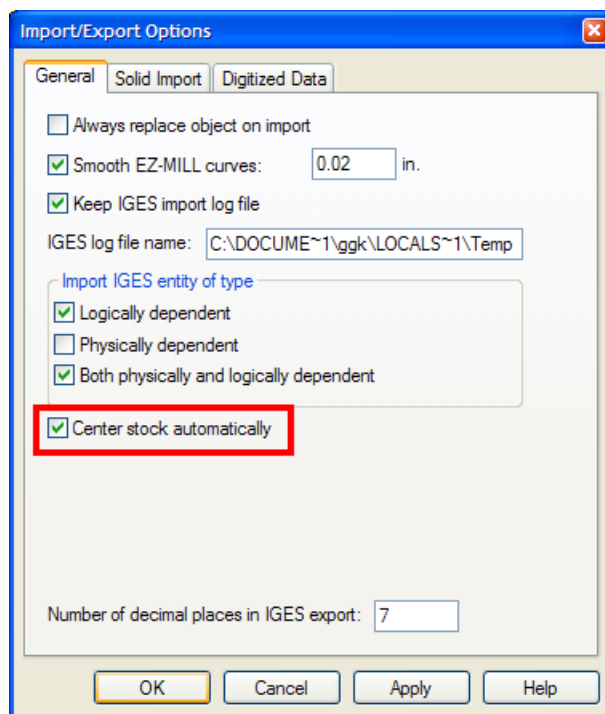 Import/Export Options
General Solid Import Digitized Data
Always replace object on import
Smooth EZ-MILL curves: 0.02 in.
Keep IGES import log file
IGES log file name: C:\DOCUME~1\ggk\LOCALS~1\Temp
Import IGES entity of type
Logically dependent
Physically dependent
Both physically and logically dependent
Center stock automatically
Number of decimal places in IGES export: 7
OK Cancel Apply Help